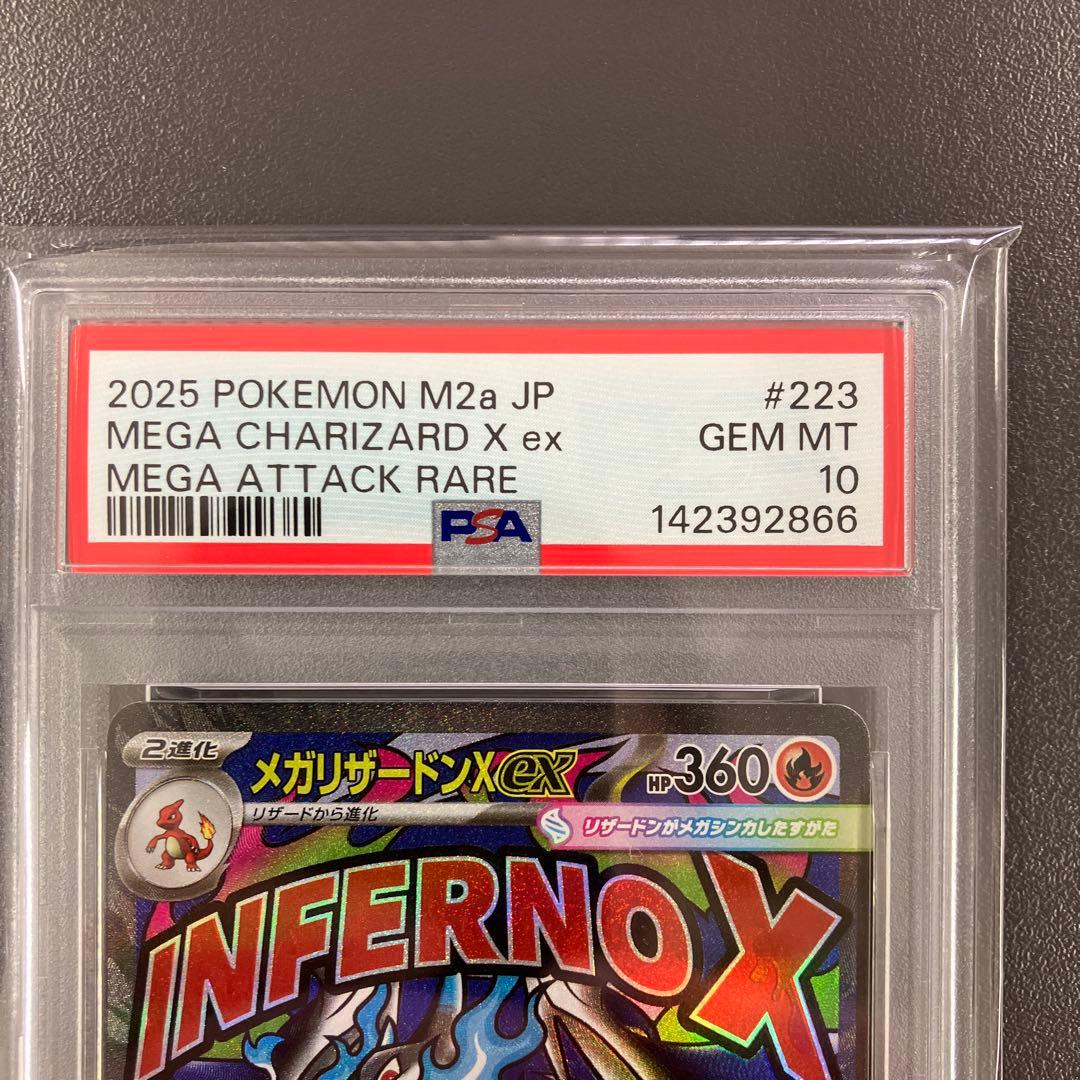 2025 POKEMON M2a JP #223
MEGA CHARIZARD X ex GEM MT
MEGA ATTACK RARE 10
PSA 142392866
2進化 メガリザードンXex HP360
リザードから進化
リザードンがメガシンカしたすがた
INFERNO X